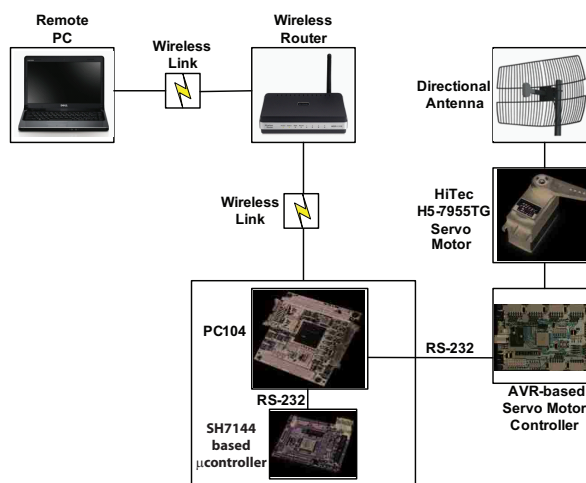 Remote
PC
Wireless
Link
Wireless
Router
Directional
Antenna
Wireless
Link
HiTec
H5-7955TG
Servo
Motor
PC104
RS-232
RS-232
SH7144
based
μcontroller
AVR-based
Servo Motor
Controller